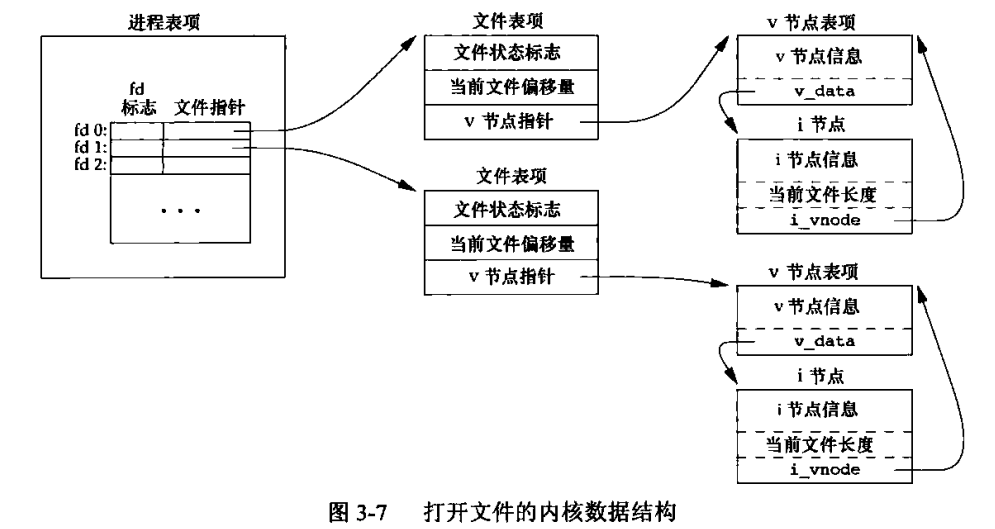 进程表项
fd
标志 文件指针
fd 0:
fd 1:
fd 2:
···
文件表项
文件状态标志
当前文件偏移量
v 节点指针
文件表项
文件状态标志
当前文件偏移量
v 节点指针
v 节点表项
v 节点信息
v_data
i 节点
i 节点信息
当前文件长度
i_vnode
v 节点表项
v 节点信息
v_data
i 节点
i 节点信息
当前文件长度
i_vnode
图 3-7 打开文件的内核数据结构